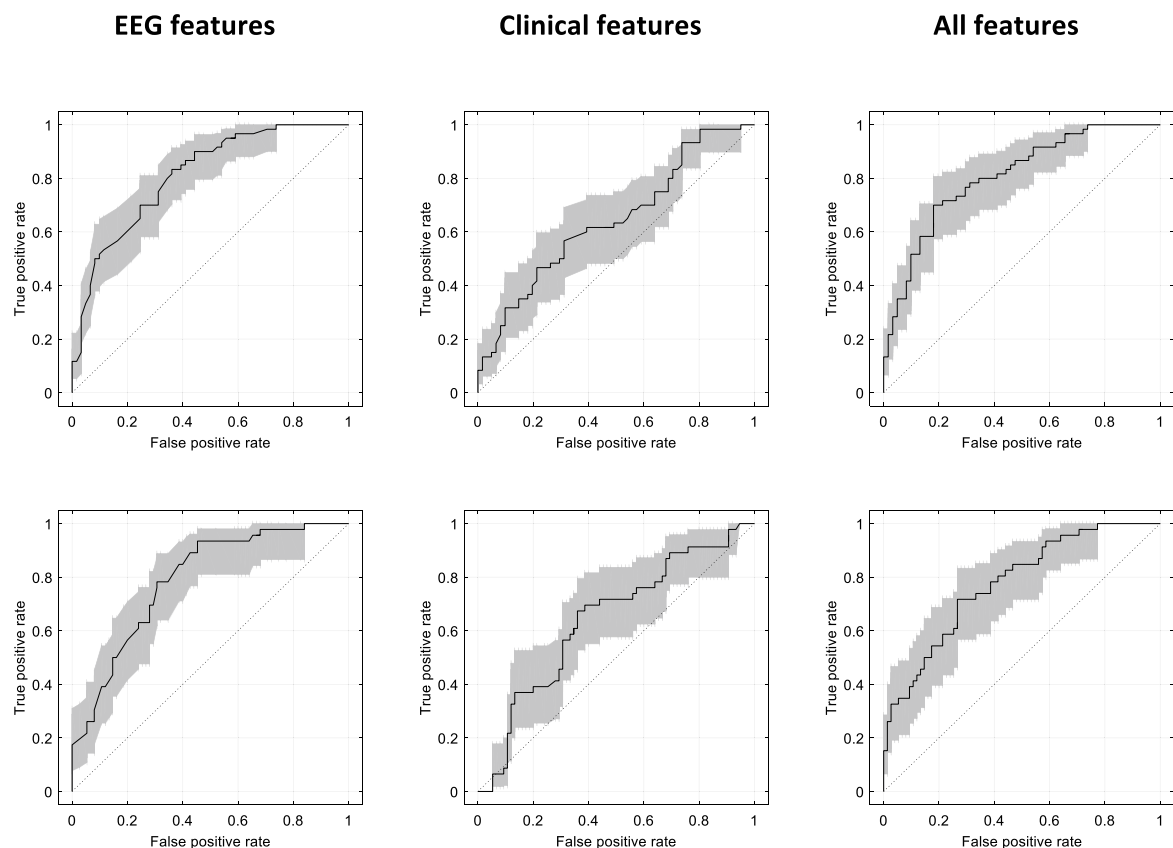 EEG features Clinical features All features
1 1 1
0.8 0.8 0.8
0.6 0.6 0.6
0.4 0.4 0.4
0.2 0.2 0.2
0 0 0
True positive rate True positive rate True positive rate
0 0.2 0.4 0.6 0.8 1 0 0.2 0.4 0.6 0.8 1 0 0.2 0.4 0.6 0.8 1
False positive rate False positive rate False positive rate
1 1 1
0.8 0.8 0.8
0.6 0.6 0.6
0.4 0.4 0.4
0.2 0.2 0.2
0 0 0
True positive rate True positive rate True positive rate
0 0.2 0.4 0.6 0.8 1 0 0.2 0.4 0.6 0.8 1 0 0.2 0.4 0.6 0.8 1
False positive rate False positive rate False positive rate